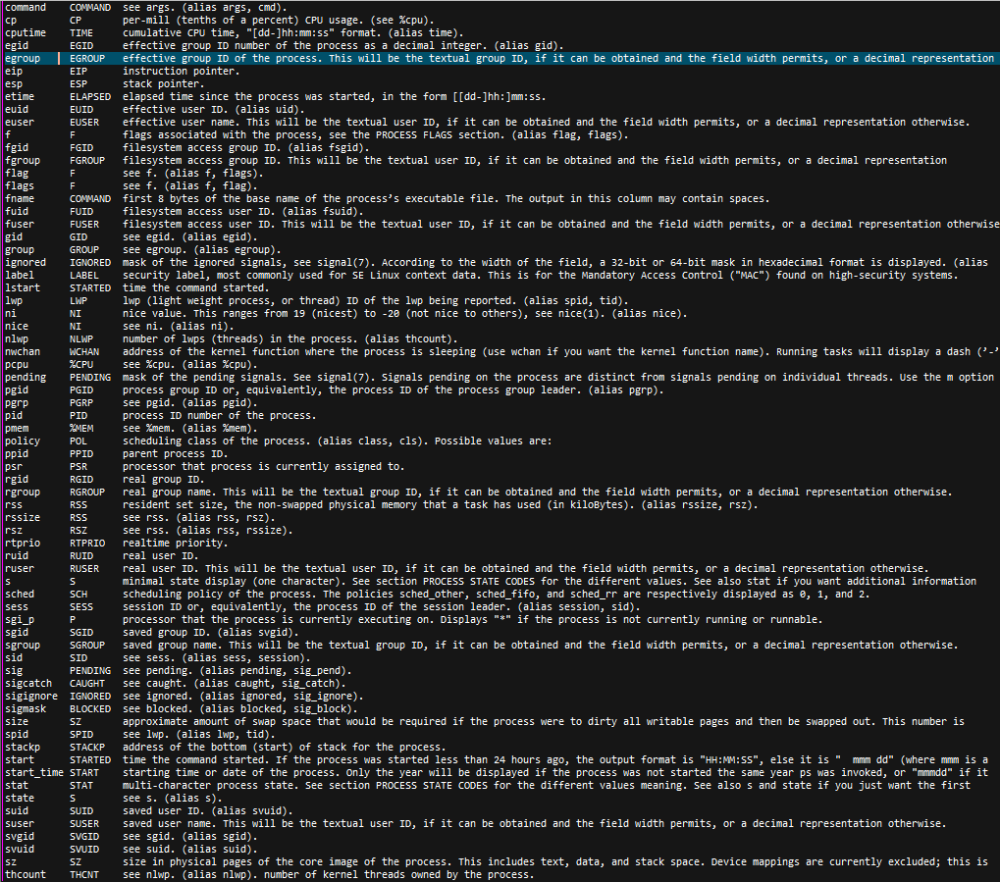 command    COMMAND  see args. (alias args, cmd).
cp         CP       per-mill (tenths of a percent) CPU usage. (see %cpu).
cputime    TIME     cumulative CPU time, "[dd-]hh:mm:ss" format. (alias time).
egid       EGID     effective group ID number of the process as a decimal integer. (alias gid).
egroup     EGROUP   effective group ID of the process. This will be the textual group ID, if it can be obtained and the field width permits, or a decimal representation
eip        EIP      instruction pointer.
esp        ESP      stack pointer.
etime      ELAPSED  elapsed time since the process was started, in the form [[dd-]hh:]mm:ss.
euid       EUID     effective user ID. (alias uid).
euser      EUSER    effective user name. This will be the textual user ID, if it can be obtained and the field width permits, or a decimal representation otherwise.
f          F        flags associated with the process, see the PROCESS FLAGS section. (alias flag, flags).
fgid       FGID     filesystem access group ID. (alias fsgid).
fgroup     FGROUP   filesystem access group ID. This will be the textual user ID, if it can be obtained and the field width permits, or a decimal representation
flag       F        see f. (alias f, flags).
flags      F        see f. (alias f, flag).
fname      COMMAND  first 8 bytes of the base name of the process’s executable file. The output in this column may contain spaces.
fuid       FUID     filesystem access user ID. (alias fsuid).
fuser      FUSER    filesystem access user ID. This will be the textual user ID, if it can be obtained and the field width permits, or a decimal representation otherwise
gid        GID      see egid. (alias egid).
group      GROUP    see egroup. (alias egroup).
ignored    IGNORED  mask of the ignored signals, see signal(7). According to the width of the field, a 32-bit or 64-bit mask in hexadecimal format is displayed. (alias
label      LABEL    security label, most commonly used for SE Linux context data. This is for the Mandatory Access Control ("MAC") found on high-security systems.
lstart     STARTED  time the command started.
lwp        LWP      lwp (light weight process, or thread) ID of the lwp being reported. (alias spid, tid).
ni         NI       nice value. This ranges from 19 (nicest) to -20 (not nice to others), see nice(1). (alias nice).
nice       NI       see ni. (alias ni).
nlwp       NLWP     number of lwps (threads) in the process. (alias thcount).
nwchan     WCHAN    address of the kernel function where the process is sleeping (use wchan if you want the kernel function name). Running tasks will display a dash (’-’
pcpu       %CPU     see %cpu. (alias %cpu).
pending    PENDING  mask of the pending signals. See signal(7). Signals pending on the process are distinct from signals pending on individual threads. Use the m option
pgid       PGID     process group ID or, equivalently, the process ID of the process group leader. (alias pgrp).
pgrp       PGRP     see pgid. (alias pgid).
pid        PID      process ID number of the process.
pmem       %MEM     see %mem. (alias %mem).
policy     POL      scheduling class of the process. (alias class, cls). Possible values are:
ppid       PPID     parent process ID.
psr        PSR      processor that process is currently assigned to.
rgid       RGID     real group ID.
rgroup     RGROUP   real group name. This will be the textual group ID, if it can be obtained and the field width permits, or a decimal representation otherwise.
rss        RSS      resident set size, the non-swapped physical memory that a task has used (in kiloBytes). (alias rssize, rsz).
rssize     RSS      see rss. (alias rss, rsz).
rsz        RSZ      see rss. (alias rss, rssize).
rtprio     RTPRIO   realtime priority.
ruid       RUID     real user ID.
ruser      RUSER    real user ID. This will be the textual user ID, if it can be obtained and the field width permits, or a decimal representation otherwise.
s          S        minimal state display (one character). See section PROCESS STATE CODES for the different values. See also stat if you want additional information
sched      SCH      scheduling policy of the process. The policies sched_other, sched_fifo, and sched_rr are respectively displayed as 0, 1, and 2.
sess       SESS     session ID or, equivalently, the process ID of the session leader. (alias session, sid).
sgi_p      P        processor that the process is currently executing on. Displays "*" if the process is not currently running or runnable.
sgid       SGID     saved group ID. (alias svgid).
sgroup     SGROUP   saved group name. This will be the textual group ID, if it can be obtained and the field width permits, or a decimal representation otherwise.
sid        SID      see sess. (alias sess, session).
sig        PENDING  see pending. (alias pending, sig_pend).
sigcatch   CAUGHT   see caught. (alias caught, sig_catch).
sigignore  IGNORED  see ignored. (alias ignored, sig_ignore).
sigmask    BLOCKED  see blocked. (alias blocked, sig_block).
size       SZ       approximate amount of swap space that would be required if the process were to dirty all writable pages and then be swapped out. This number is
spid       SPID     see lwp. (alias lwp, tid).
stackp     STACKP   address of the bottom (start) of stack for the process.
start      STARTED  time the command started. If the process was started less than 24 hours ago, the output format is "HH:MM:SS", else it is "  mmm dd" (where mmm is a
start_time START    starting time or date of the process. Only the year will be displayed if the process was not started the same year ps was invoked, or "mmmdd" if it
stat       STAT     multi-character process state. See section PROCESS STATE CODES for the different values meaning. See also s and state if you just want the first
state      S        see s. (alias s).
suid       SUID     saved user ID. (alias svuid).
suser      SUSER    saved user name. This will be the textual user ID, if it can be obtained and the field width permits, or a decimal representation otherwise.
svgid      SVGID    see sgid. (alias sgid).
svuid      SVUID    see suid. (alias suid).
sz         SZ       size in physical pages of the core image of the process. This includes text, data, and stack space. Device mappings are currently excluded; this is
thcount    THCNT    see nlwp. (alias nlwp). number of kernel threads owned by the process.